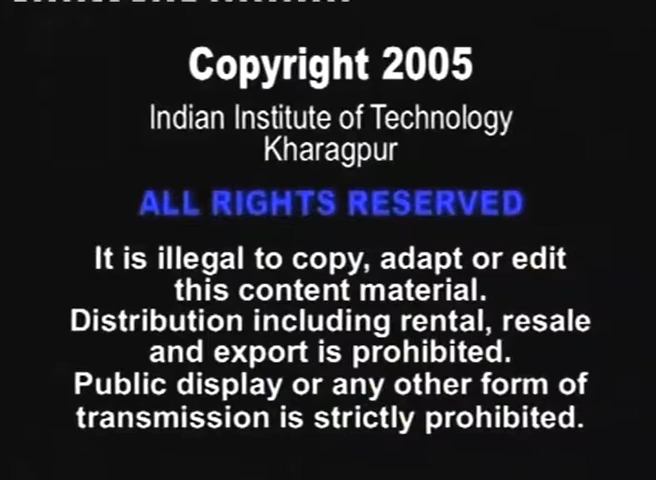 Copyright 2005
Indian Institute of Technology
Kharagpur
ALL RIGHTS RESERVED
It is illegal to copy, adapt or edit
this content material.
Distribution including rental, resale
and export is prohibited.
Public display or any other form of
transmission is strictly prohibited.